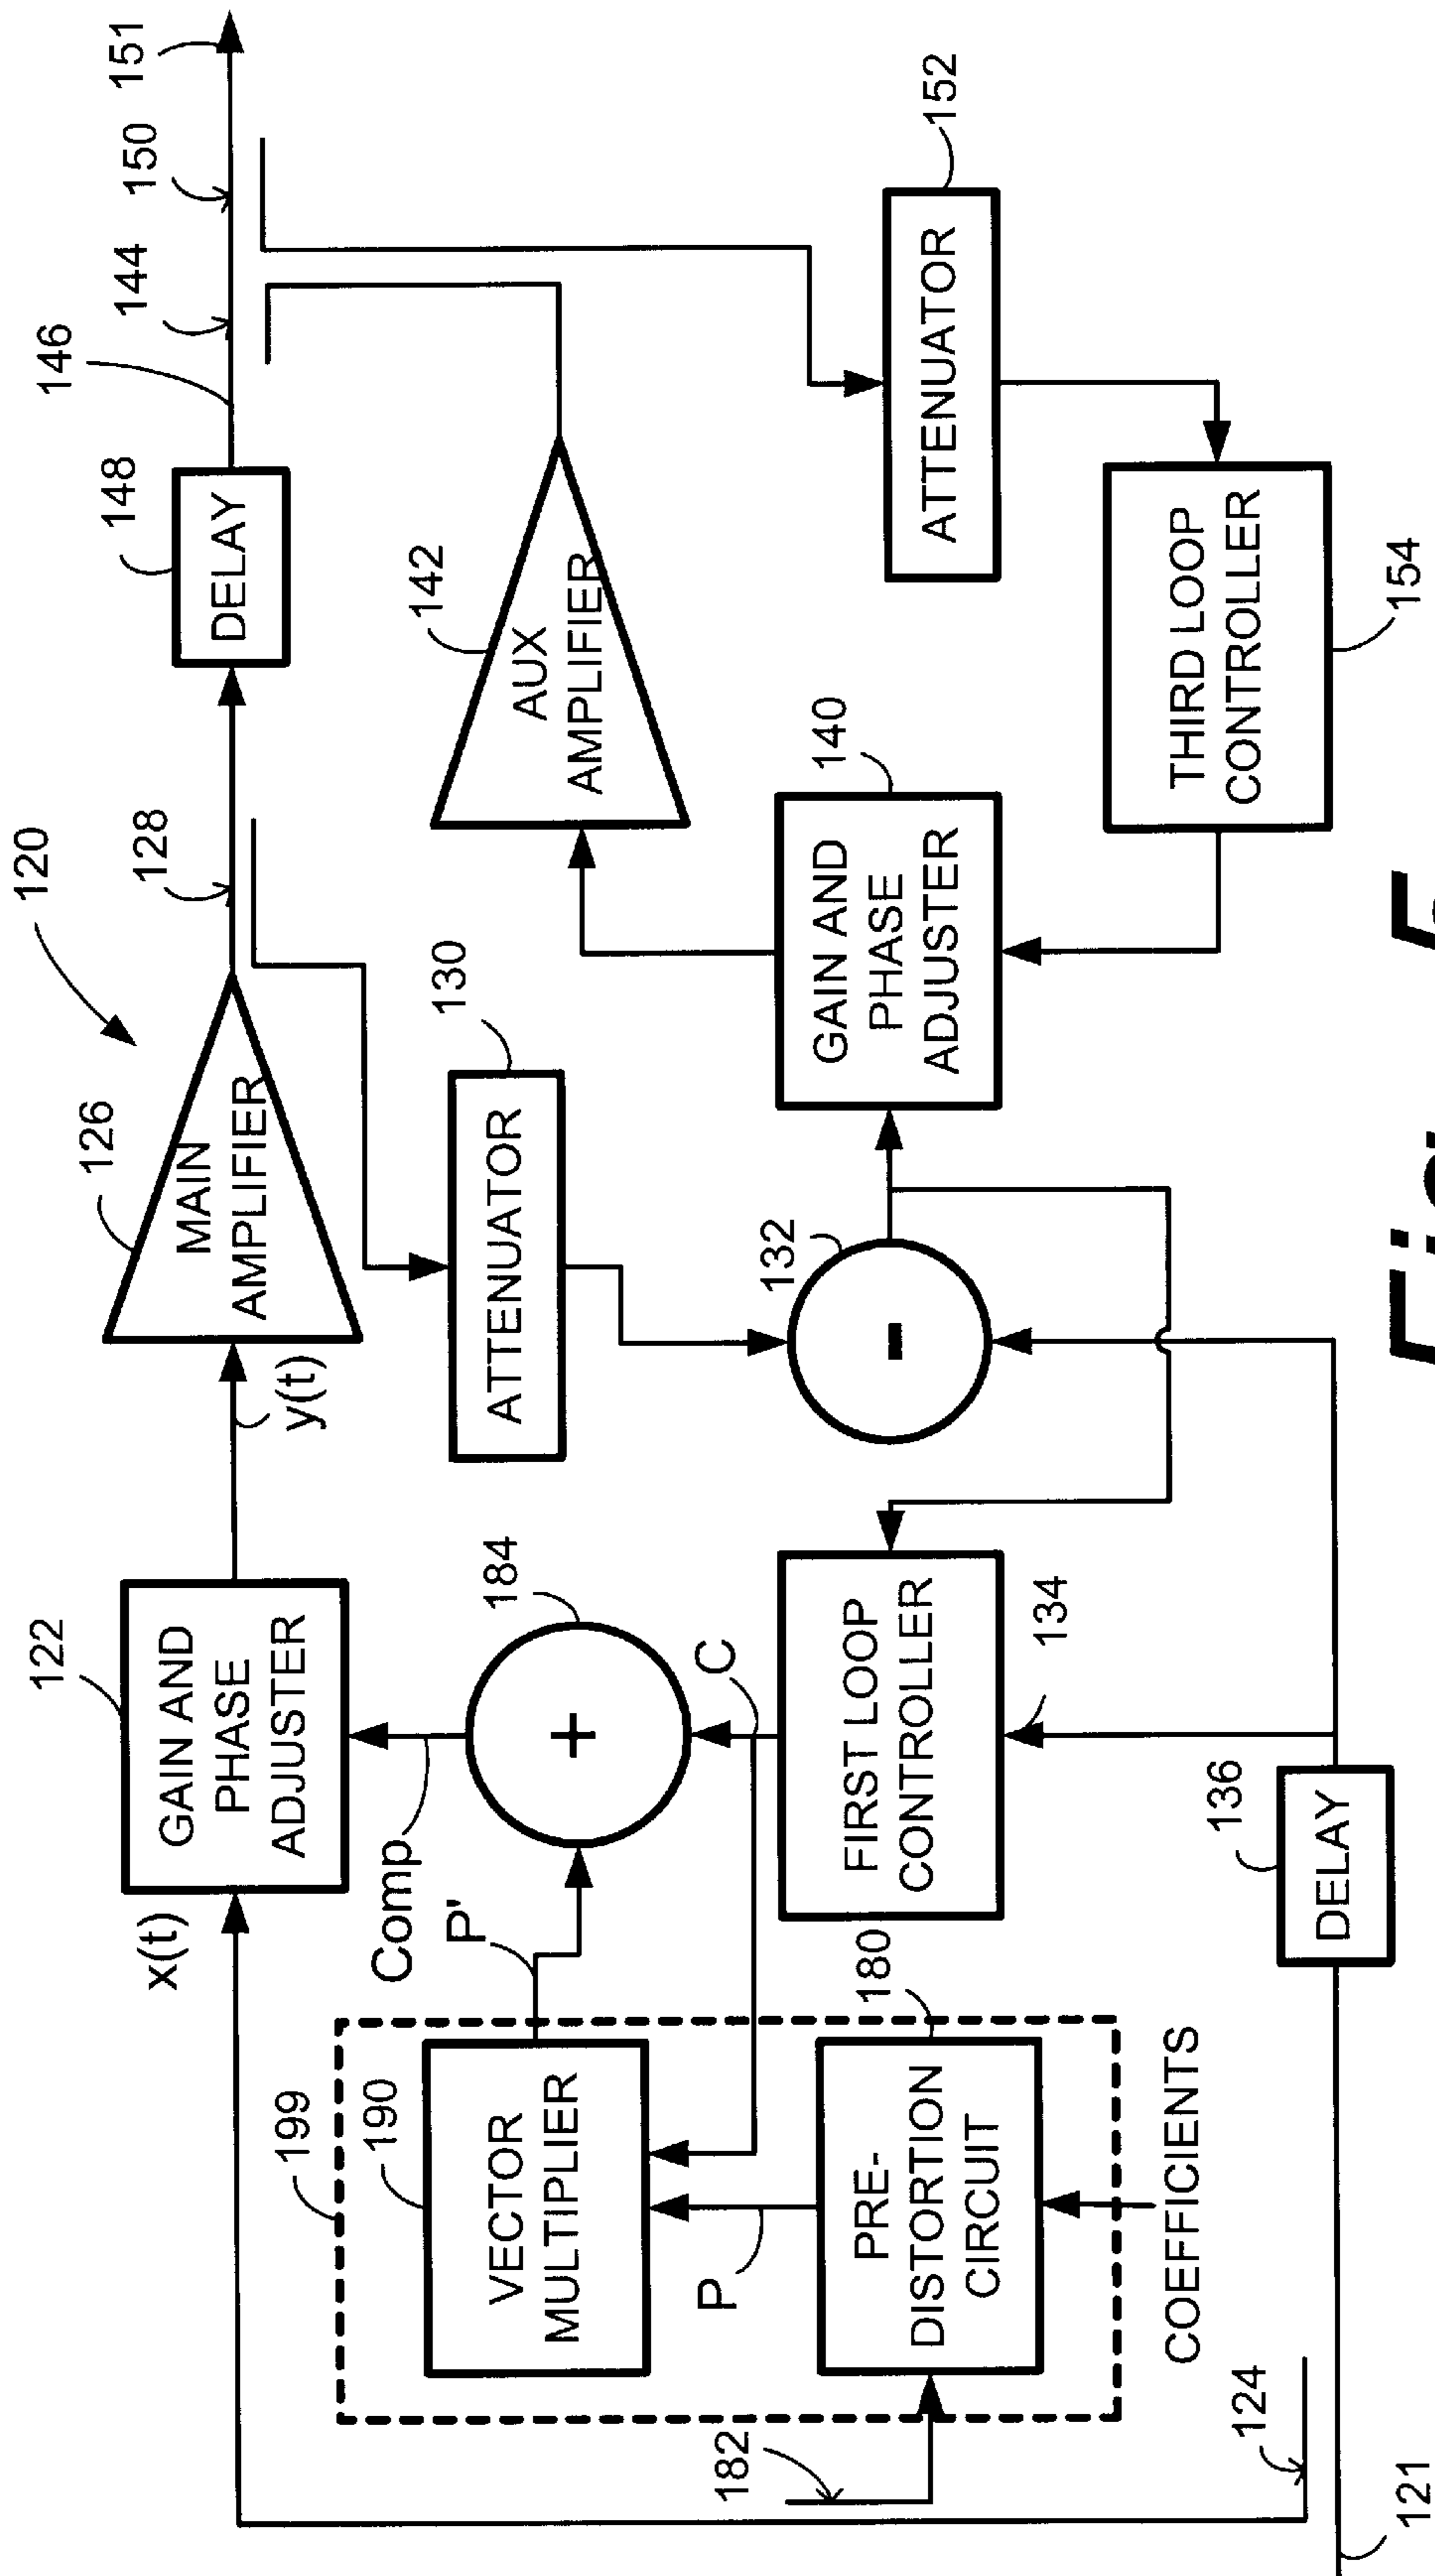 120
122
GAIN AND
PHASE
ADJUSTER
x(t)
y(t)
126
MAIN
AMPLIFIER
128
148
DELAY
146
144
150
151
199
190
VECTOR
MULTIPLIER
P'
Comp
184
+
C
130
ATTENUATOR
142
AUX
AMPLIFIER
P
180
PRE-
DISTORTION
CIRCUIT
182
COEFFICIENTS
FIRST LOOP
CONTROLLER
134
132
-
140
GAIN AND
PHASE
ADJUSTER
152
ATTENUATOR
THIRD LOOP
CONTROLLER
154
124
121
136
DELAY